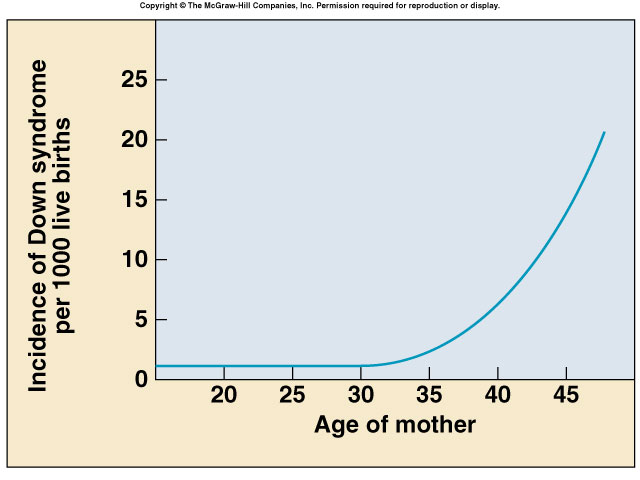 Copyright © The McGraw-Hill Companies, Inc. Permission required for reproduction or display.
Incidence of Down syndrome
per 1000 live births
25
20
15
10
5
0
20 25 30 35 40 45
Age of mother